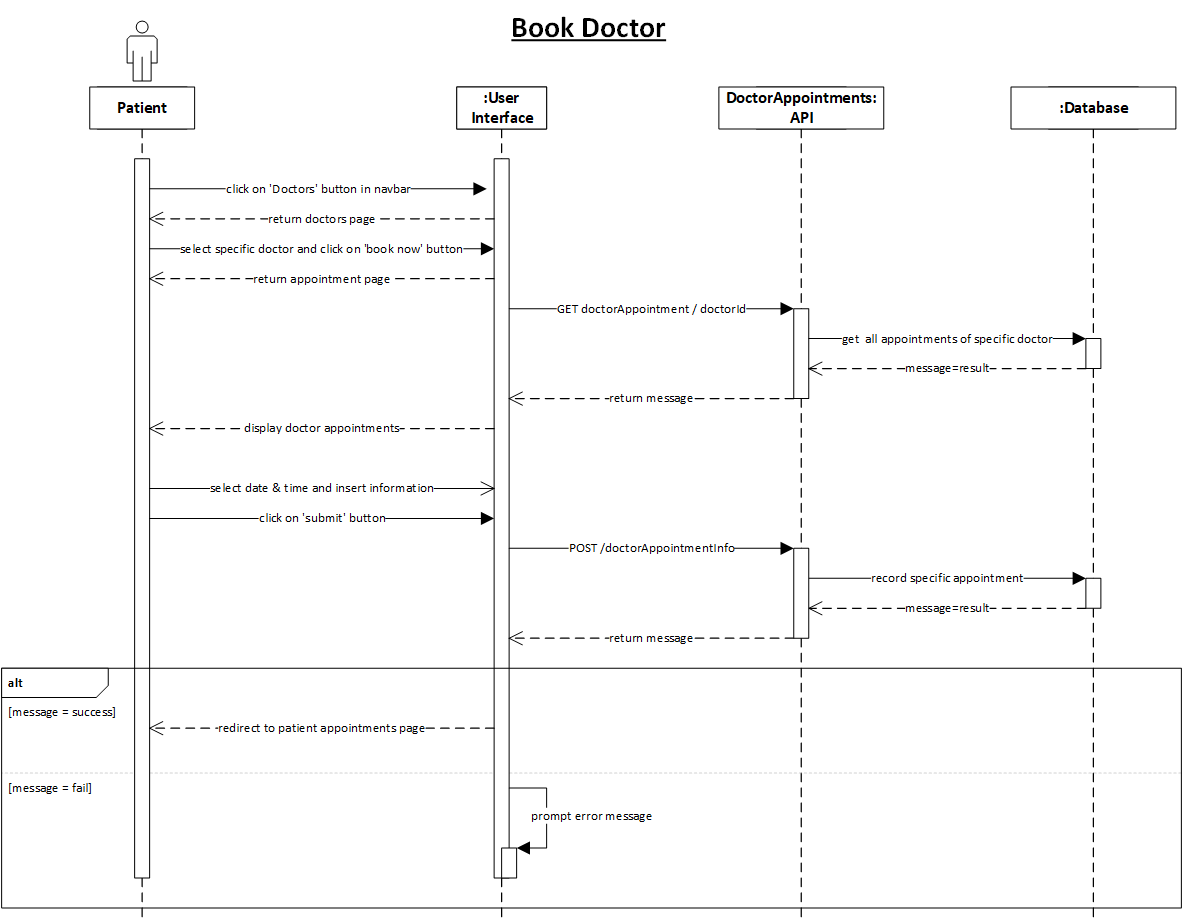 Book Doctor
Patient
:User
Interface
DoctorAppointments:
API
:Database
click on 'Doctors' button in navbar
return doctors page
select specific doctor and click on 'book now' button
return appointment page
GET doctorAppointment / doctorId
get  all appointments of specific doctor
message=result
return message
display doctor appointments
select date & time and insert information
click on 'submit' button
POST /doctorAppointmentInfo
record specific appointment
message=result
return message
alt
[message = success]
redirect to patient appointments page
[message = fail]
prompt error message